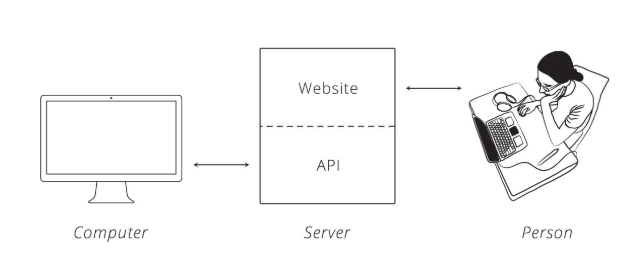 Website
API
Computer
Server
Person